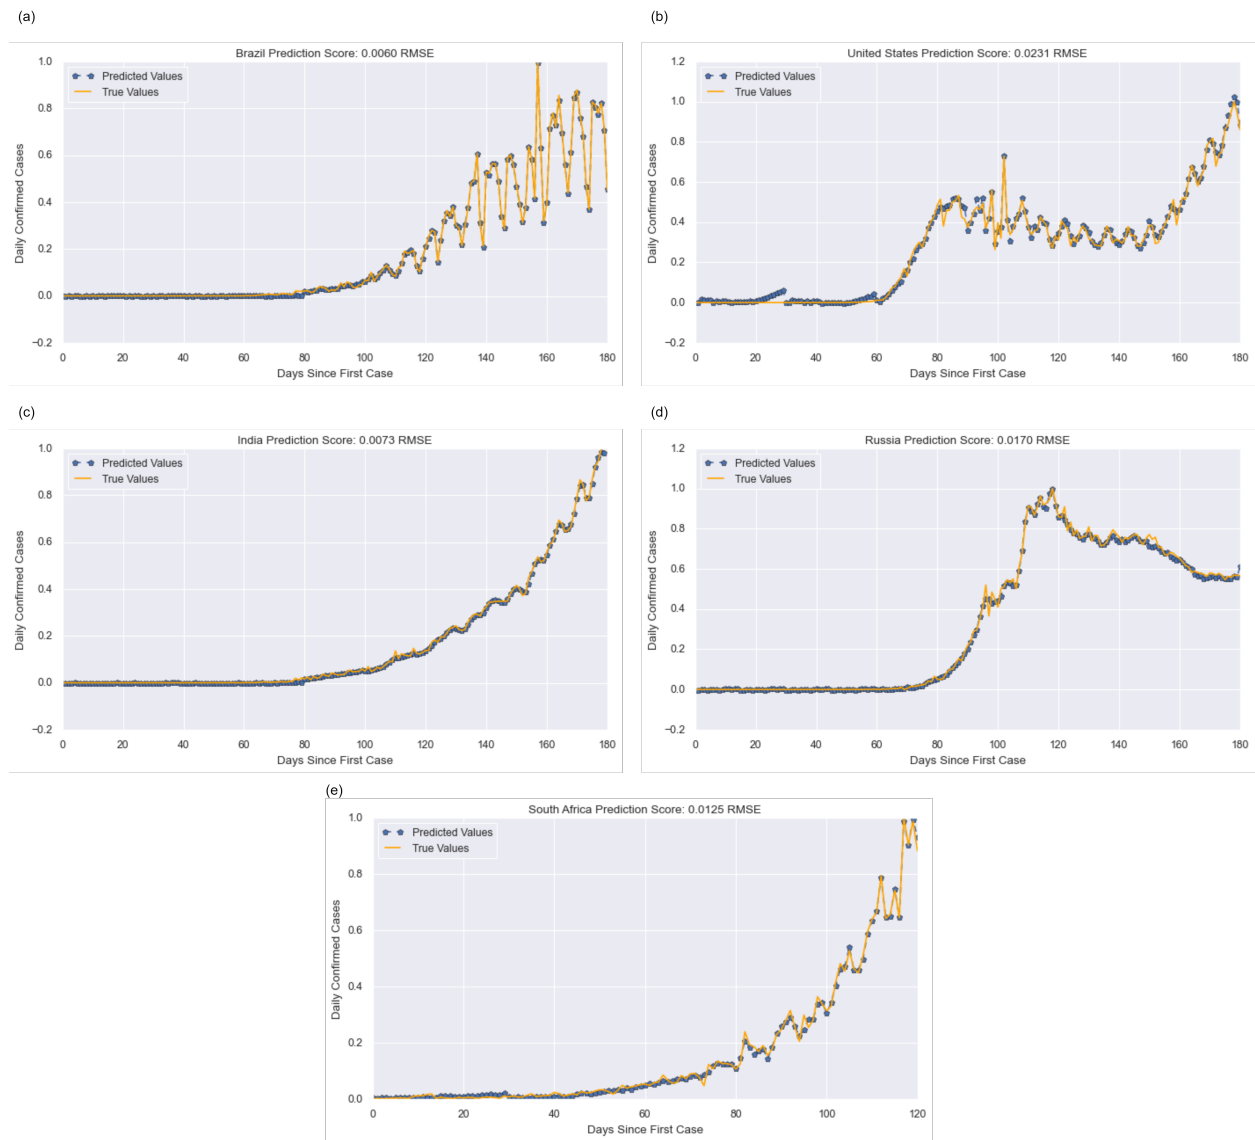 (a)
Brazil Prediction Score: 0.0060 RMSE
Predicted Values
True Values
Daily Confirmed Cases
1.0
0.8
0.6
0.4
0.2
0.0
−0.2
0 20 40 60 80 100 120 140 160 180
Days Since First Case
(b)
United States Prediction Score: 0.0231 RMSE
Predicted Values
True Values
Daily Confirmed Cases
1.2
1.0
0.8
0.6
0.4
0.2
0.0
−0.2
0 20 40 60 80 100 120 140 160 180
Days Since First Case
(c)
India Prediction Score: 0.0073 RMSE
Predicted Values
True Values
Daily Confirmed Cases
1.0
0.8
0.6
0.4
0.2
0.0
−0.2
0 20 40 60 80 100 120 140 160 180
Days Since First Case
(d)
Russia Prediction Score: 0.0170 RMSE
Predicted Values
True Values
Daily Confirmed Cases
1.2
1.0
0.8
0.6
0.4
0.2
0.0
−0.2
0 20 40 60 80 100 120 140 160 180
Days Since First Case
(e)
South Africa Prediction Score: 0.0125 RMSE
Predicted Values
True Values
Daily Confirmed Cases
1.0
0.8
0.6
0.4
0.2
0.0
0 20 40 60 80 100 120
Days Since First Case